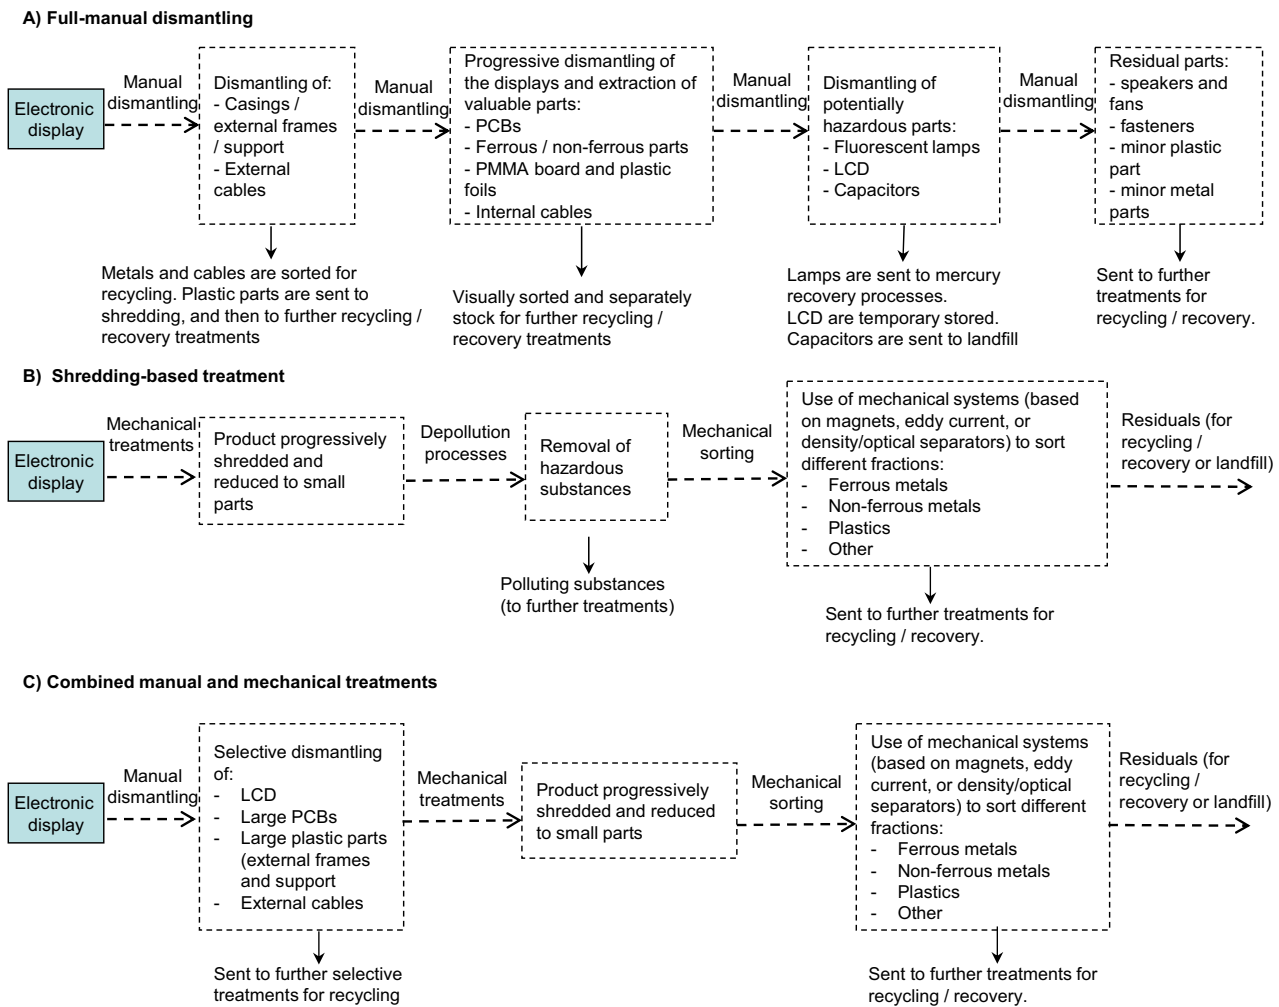 A) Full-manual dismantling
Electronic
display
Manual
dismantling
Dismantling of:
- Casings /
external frames
/ support
- External
cables
Metals and cables are sorted for
recycling. Plastic parts are sent to
shredding, and then to further recycling /
recovery treatments
Manual
dismantling
Progressive dismantling of
the displays and extraction of
valuable parts:
- PCBs
- Ferrous / non-ferrous parts
- PMMA board and plastic
foils
- Internal cables
Visually sorted and separately
stock for further recycling /
recovery treatments
Manual
dismantling
Dismantling of
potentially
hazardous parts:
- Fluorescent lamps
- LCD
- Capacitors
Lamps are sent to mercury
recovery processes.
LCD are temporary stored.
Capacitors are sent to landfill
Manual
dismantling
Residual parts:
- speakers and
fans
- fasteners
- minor plastic
part
- minor metal
parts
Sent to further
treatments for
recycling / recovery.
B) Shredding-based treatment
Electronic
display
Mechanical
treatments
Product progressively
shredded and
reduced to small
parts
Depollution
processes
Removal of
hazardous
substances
Polluting substances
(to further treatments)
Mechanical
sorting
Use of mechanical systems (based
on magnets, eddy current, or
density/optical separators) to sort
different fractions:
- Ferrous metals
- Non-ferrous metals
- Plastics
- Other
Sent to further treatments for
recycling / recovery.
Residuals (for
recycling /
recovery or landfill)
C) Combined manual and mechanical treatments
Electronic
display
Manual
dismantling
Selective dismantling
of:
- LCD
- Large PCBs
- Large plastic parts
(external frames
and support
- External cables
Sent to further selective
treatments for recycling
Mechanical
treatments
Product progressively
shredded and reduced
to small parts
Mechanical
sorting
Use of mechanical systems
(based on magnets, eddy
current, or density/optical
separators) to sort different
fractions:
- Ferrous metals
- Non-ferrous metals
- Plastics
- Other
Sent to further treatments for
recycling / recovery.
Residuals (for
recycling /
recovery or landfill)